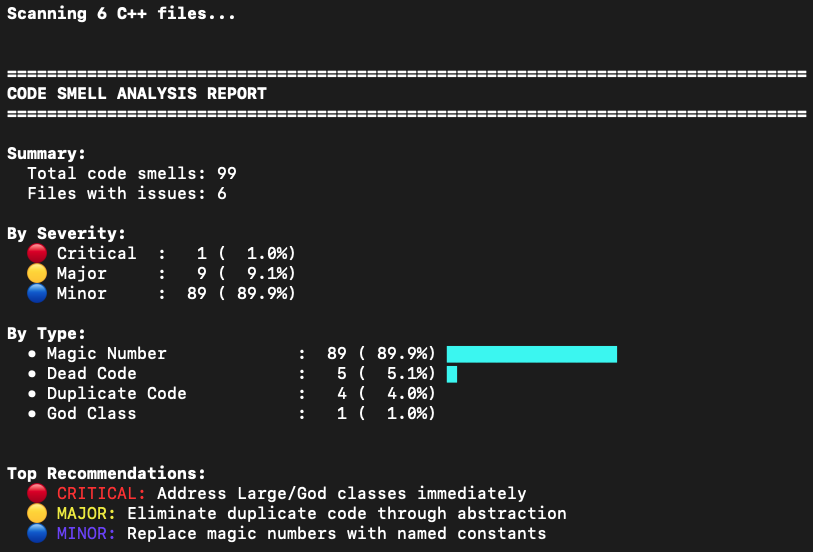 Scanning 6 C++ files...
================================================================================
CODE SMELL ANALYSIS REPORT
================================================================================
Summary:
  Total code smells: 99
  Files with issues: 6
By Severity:
  🔴 Critical  :   1 (  1.0%)
  🟡 Major     :   9 (  9.1%)
  🔵 Minor     :  89 ( 89.9%)
By Type:
  • Magic Number             :  89 ( 89.9%) █████████████████
  • Dead Code                :   5 (  5.1%) █
  • Duplicate Code           :   4 (  4.0%)
  • God Class                :   1 (  1.0%)
Top Recommendations:
  🔴 CRITICAL: Address Large/God classes immediately
  🟡 MAJOR: Eliminate duplicate code through abstraction
  🔵 MINOR: Replace magic numbers with named constants